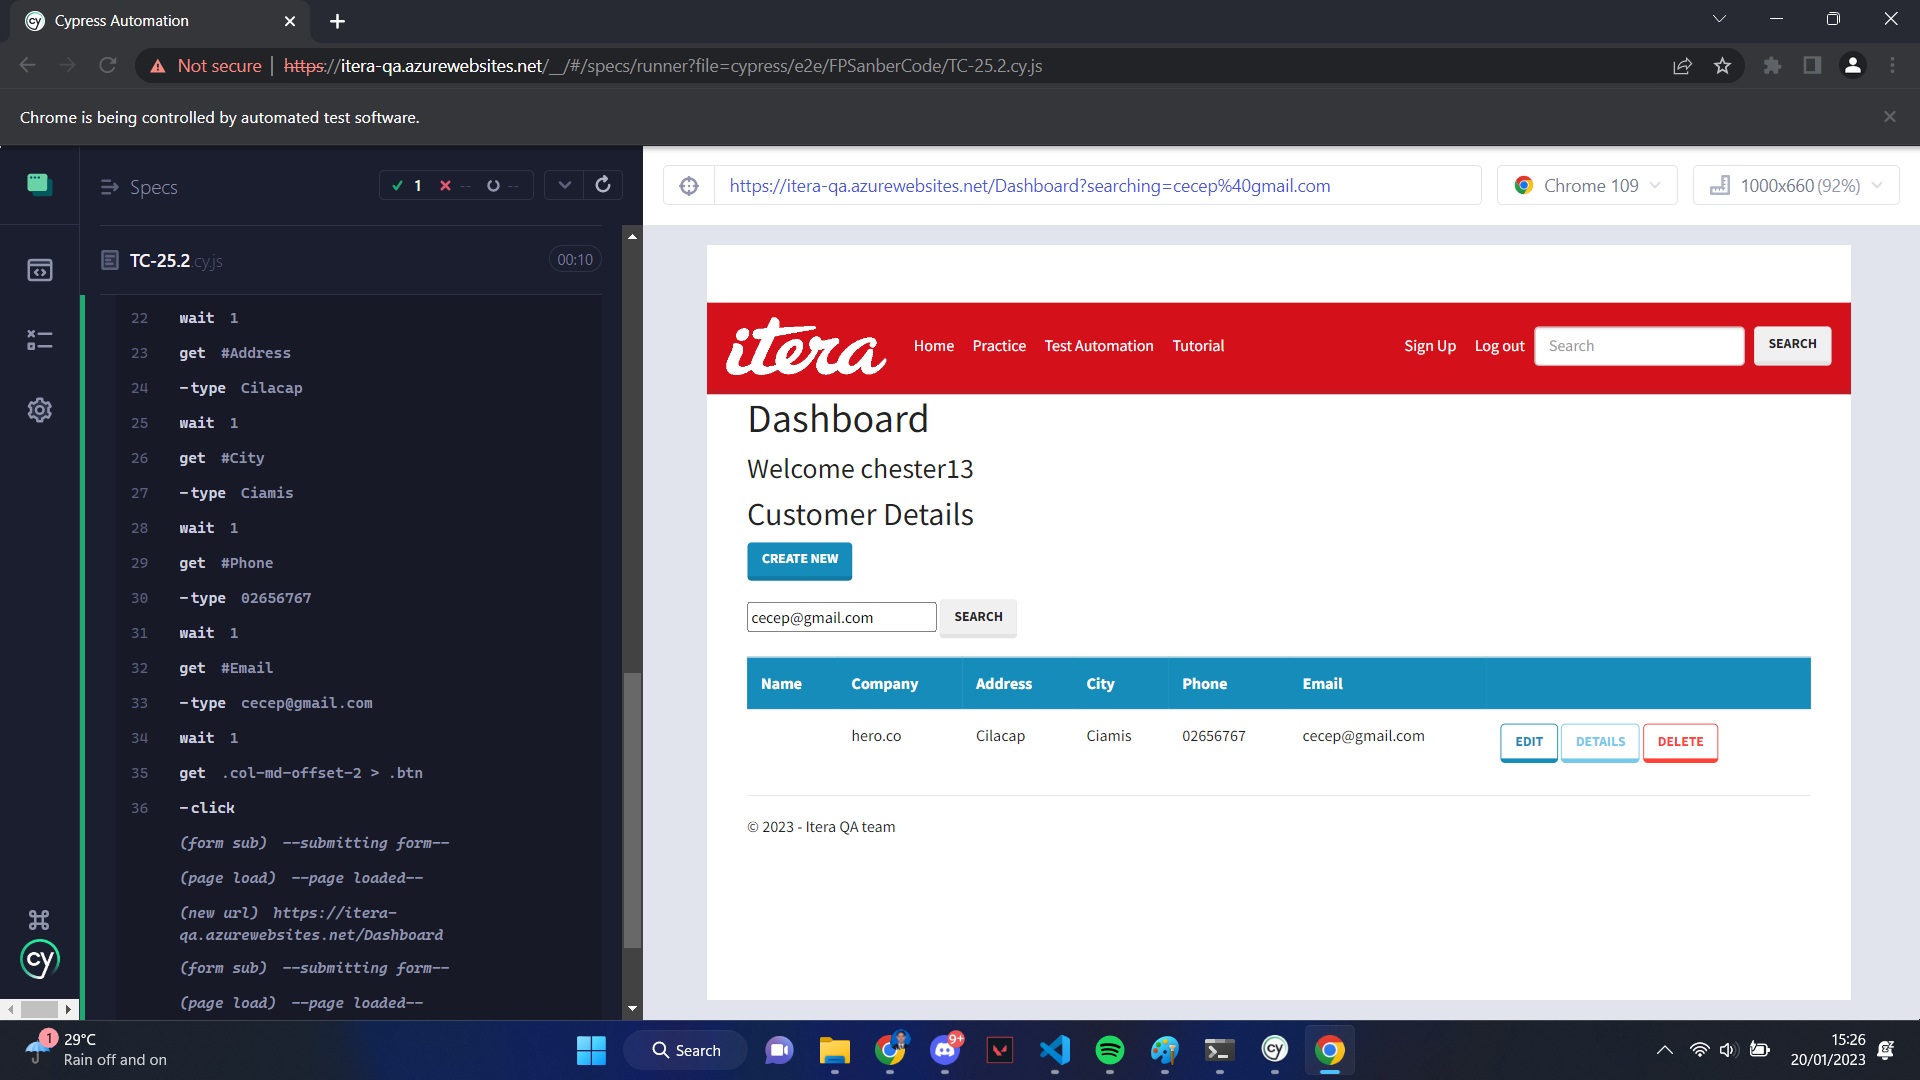 Cypress Automation
Not secure | https://itera-qa.azurewebsites.net/__/#/specs/runner?file=cypress/e2e/FPSanberCode/TC-25.2.cy.js
Chrome is being controlled by automated test software.
Specs
1 -- --
https://itera-qa.azurewebsites.net/Dashboard?searching=cecep%40gmail.com
Chrome 109
1000x660 (92%)
TC-25.2.cy.js
00:10
22 wait 1
23 get #Address
24 -type Cilacap
25 wait 1
26 get #City
27 -type Ciamis
28 wait 1
29 get #Phone
30 -type 02656767
31 wait 1
32 get #Email
33 -type cecep@gmail.com
34 wait 1
35 get .col-md-offset-2 > .btn
36 -click
(form sub) --submitting form--
(page load) --page loaded--
(new url) https://itera-
qa.azurewebsites.net/Dashboard
(form sub) --submitting form--
(page load) --page loaded--
cy
itera
Home Practice Test Automation Tutorial
Sign Up Log out Search SEARCH
Dashboard
Welcome chester13
Customer Details
CREATE NEW
cecep@gmail.com SEARCH
Name Company Address City Phone Email
hero.co Cilacap Ciamis 02656767 cecep@gmail.com EDIT DETAILS DELETE
© 2023 - Itera QA team
1
29°C
Rain off and on
Search
9+
cy
15:26
20/01/2023